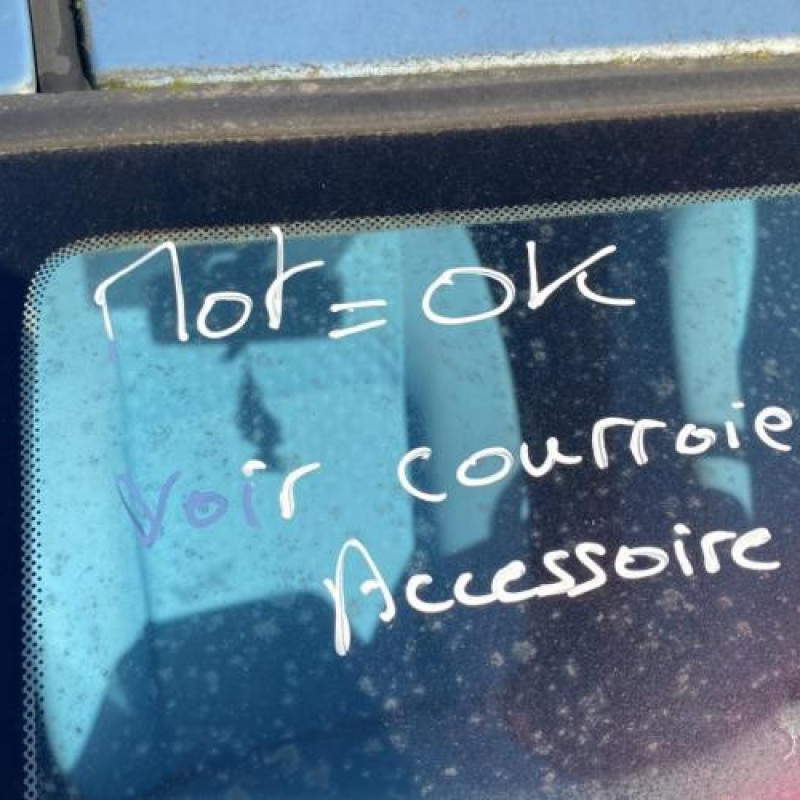 Mot = OK
Voir courroie
Accessoire